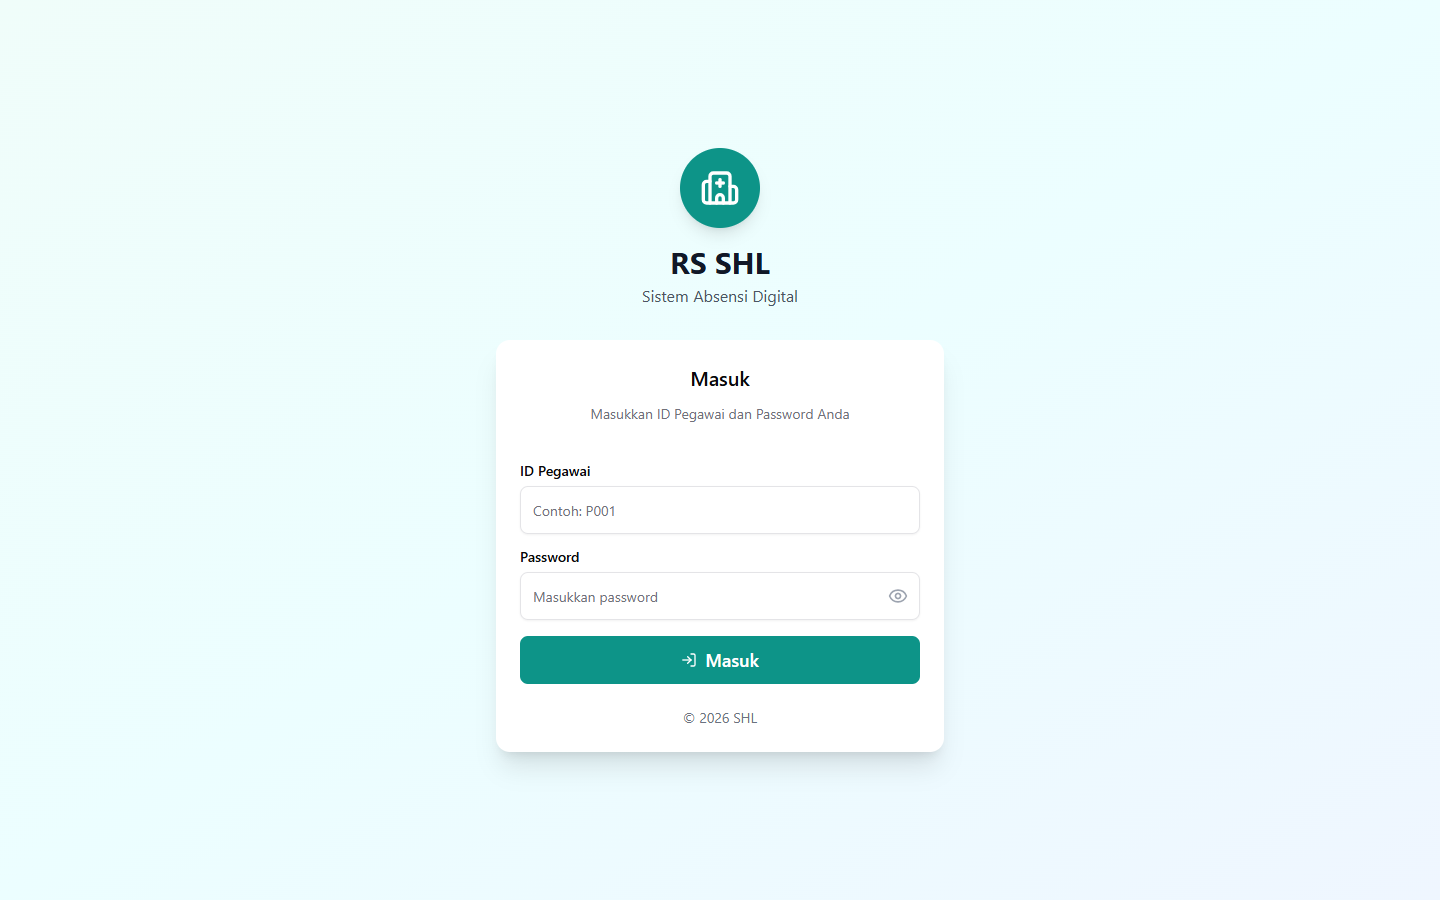 RS SHL
Sistem Absensi Digital
Masuk
Masukkan ID Pegawai dan Password Anda
ID Pegawai
Contoh: P001
Password
Masukkan password
Masuk
© 2026 SHL